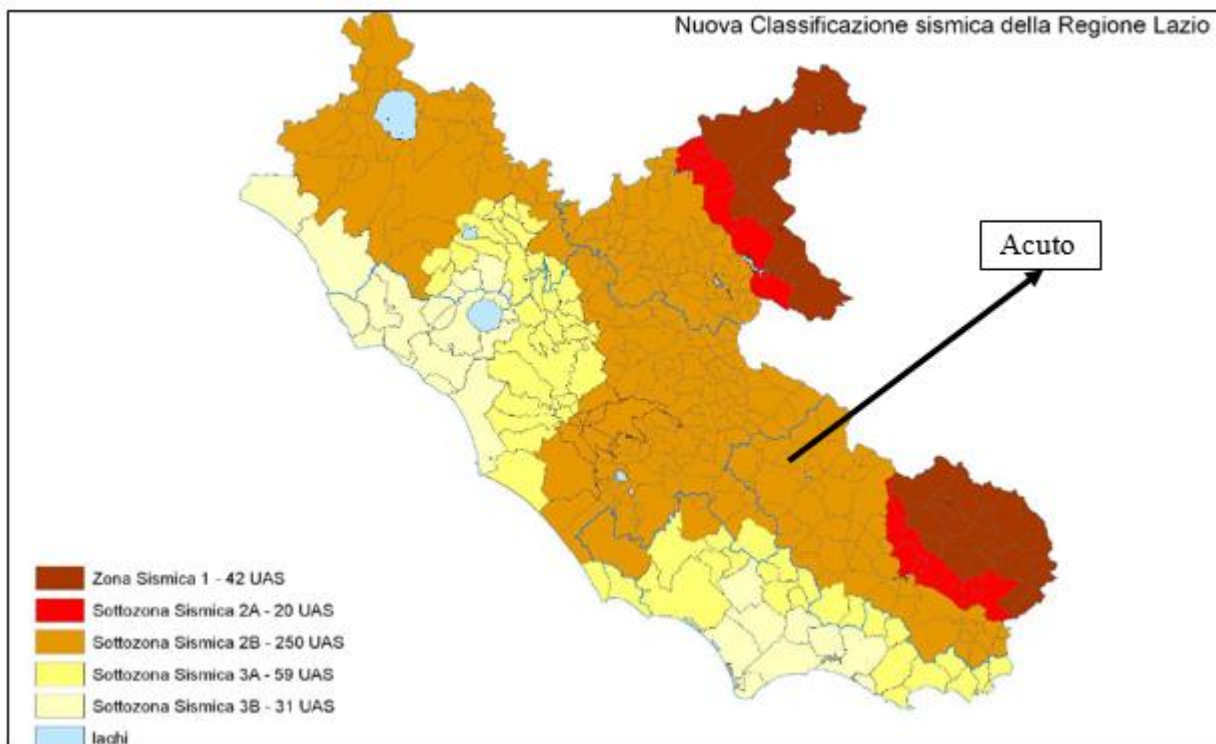 Nuova Classificazione sismica della Regione Lazio
Acuto
Zona Sismica 1 - 42 UAS
Sottozona Sismica 2A - 20 UAS
Sottozona Sismica 2B - 250 UAS
Sottozona Sismica 3A - 59 UAS
Sottozona Sismica 3B - 31 UAS
laghi